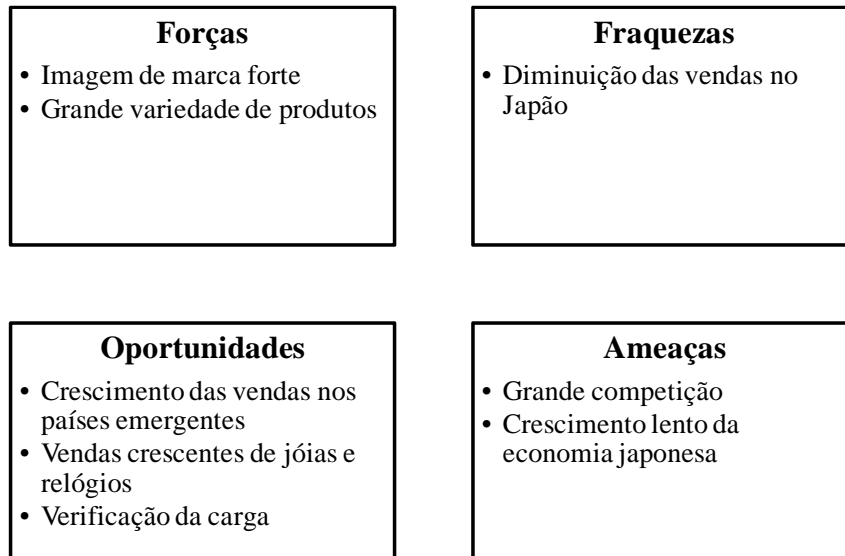 Forças
• Imagem de marca forte
• Grande variedade de produtos
Fraquezas
• Diminuição das vendas no
Japão
Oportunidades
• Crescimento das vendas nos
países emergentes
• Vendas crescentes de jóias e
relógios
• Verificação da carga
Ameaças
• Grande competição
• Crescimento lento da
economia japonesa